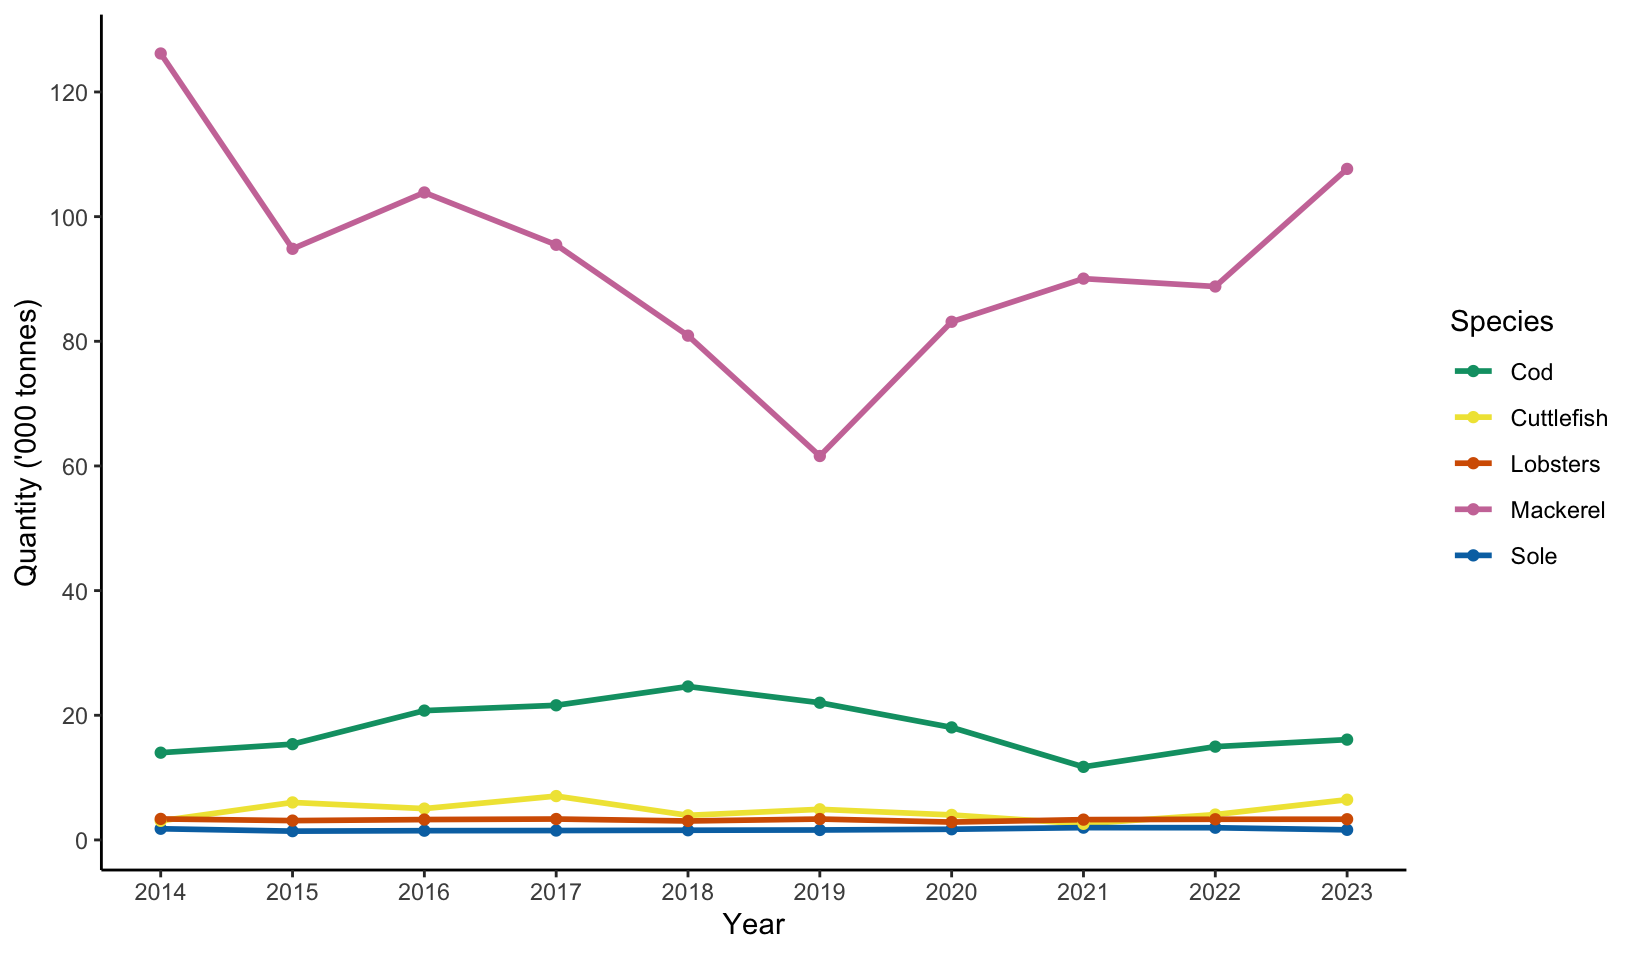 Quantity ('000 tonnes)
120
100
80
60
40
20
0
2014 2015 2016 2017 2018 2019 2020 2021 2022 2023
Year
Species
Cod
Cuttlefish
Lobsters
Mackerel
Sole